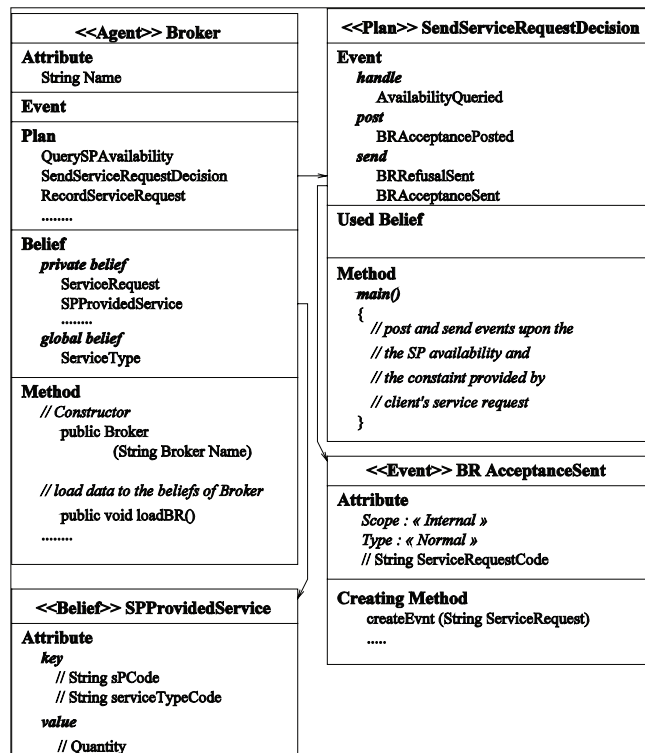 <<Agent>> Broker
Attribute
String Name
Event
Plan
QuerySPAvailability
SendServiceRequestDecision
RecordServiceRequest
........
Belief
private belief
ServiceRequest
SPProvidedService
........
global belief
ServiceType
Method
// Constructor
public Broker
(String Broker Name)
//load data to the beliefs of Broker
public void loadBR()
........
<<Belief>> SPProvidedService
Attribute
key
// String sPCode
// String serviceTypeCode
value
// Quantity
<<Plan>> SendServiceRequestDecision
Event
handle
AvailabilityQueried
post
BRAcceptancePosted
send
BRRefusalSent
BRAcceptanceSent
Used Belief
Method
main()
{
// post and send events upon the
// the SP availability and
// the constaint provided by
// client's service request
}
<<Event>> BR AcceptanceSent
Attribute
Scope : « Internal »
Type : « Normal »
// String ServiceRequestCode
Creating Method
createEvnt (String ServiceRequest)
.....